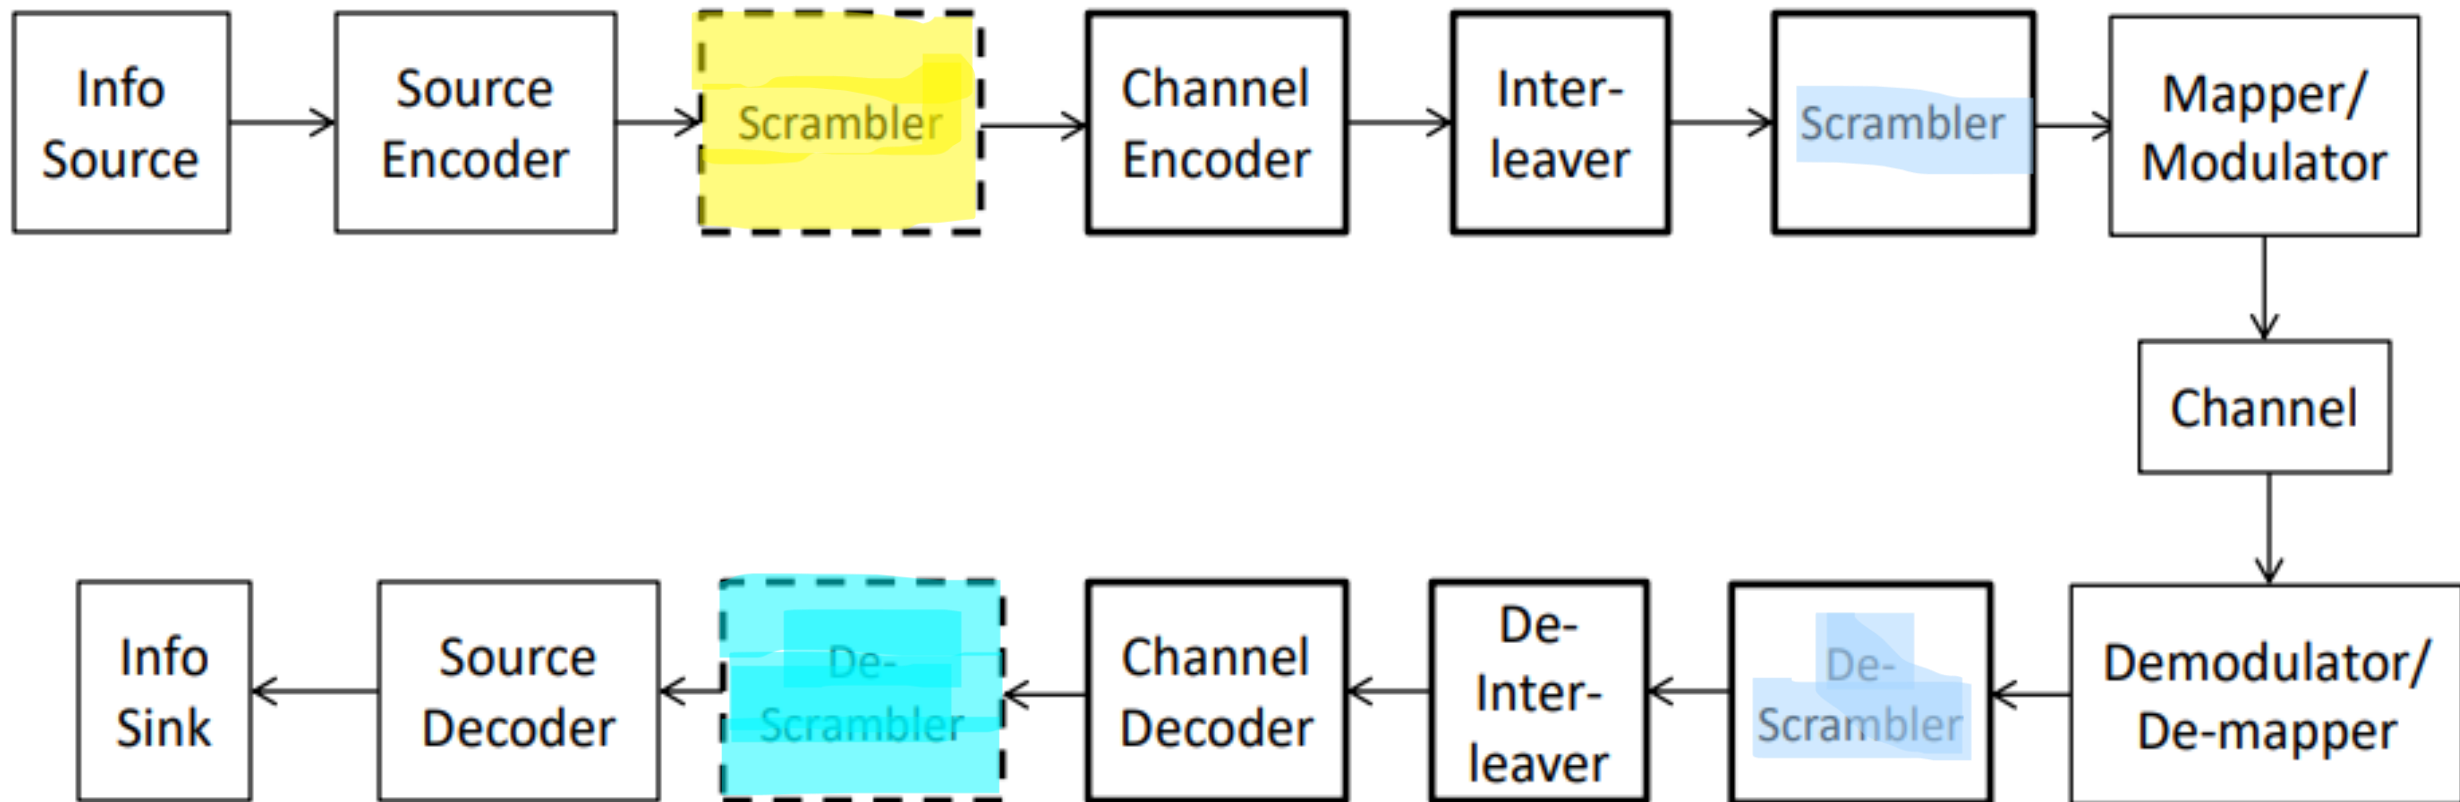 Info
Source
Source
Encoder
Scrambler
Channel
Encoder
Inter-
leaver
Scrambler
Mapper/
Modulator
Channel
Info
Sink
Source
Decoder
De-
Scrambler
Channel
Decoder
De-
Inter-
leaver
De-
Scrambler
Demodulator/
De-mapper